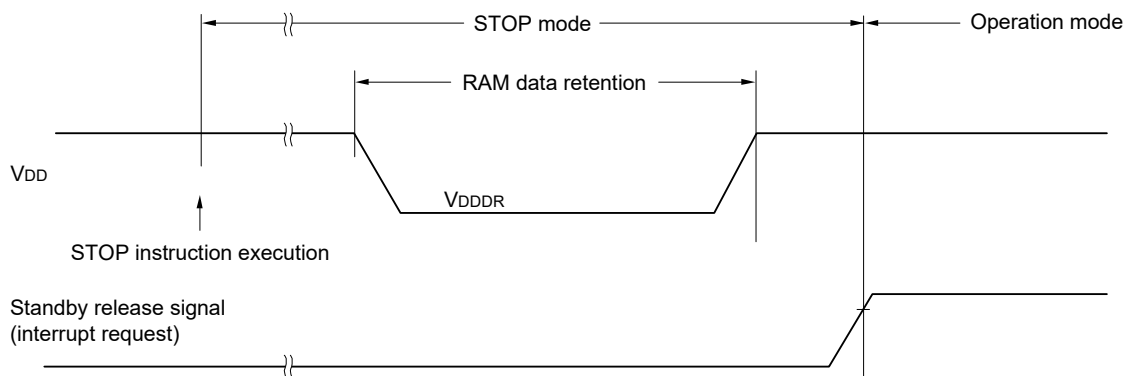 STOP mode
Operation mode
RAM data retention
VDD
VDDDR
STOP instruction execution
Standby release signal
(interrupt request)